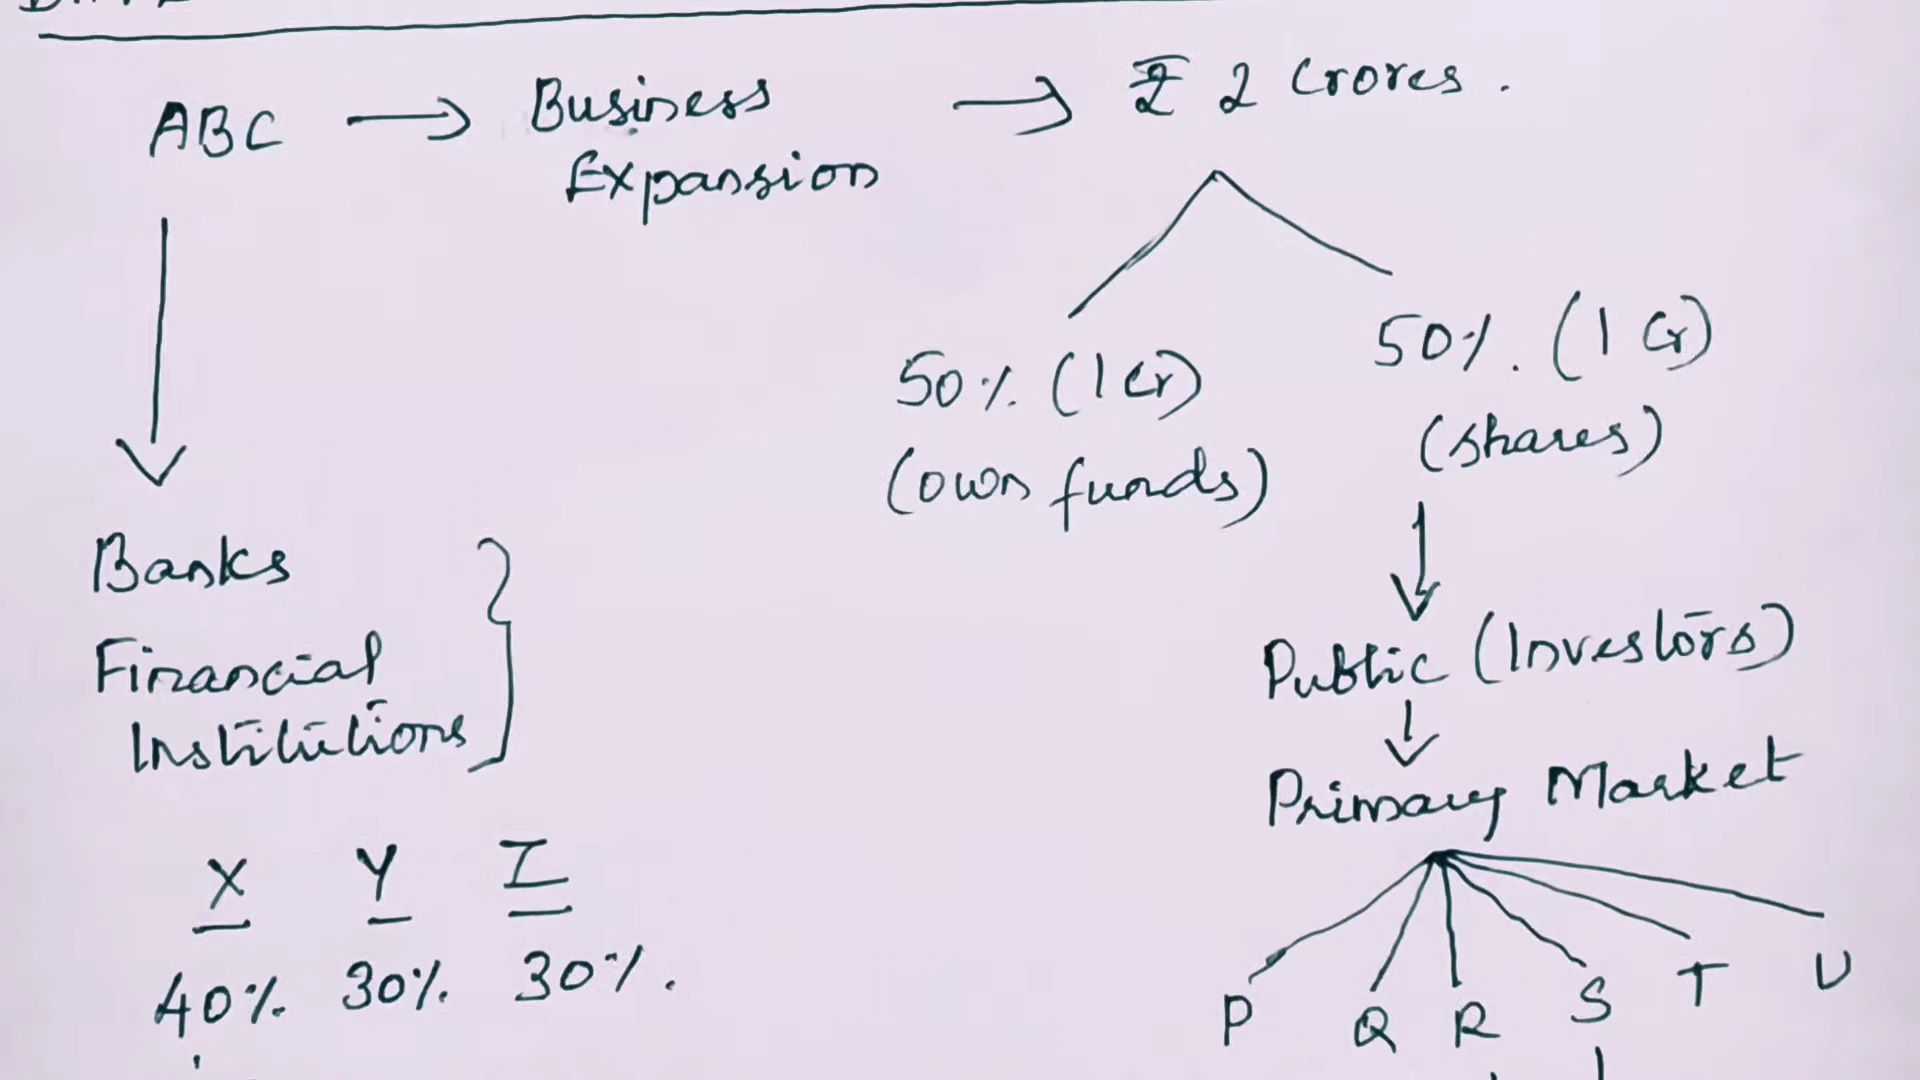 ABC → Business Expansion → ₹ 2 Crores.
50% (1 Cr)
(own funds)
50%. (1 Cr)
(shares)
Public (Investors)
Primary Market
P Q R S T U
Banks
Financial
Institutions
X Y Z
40% 30% 30%.